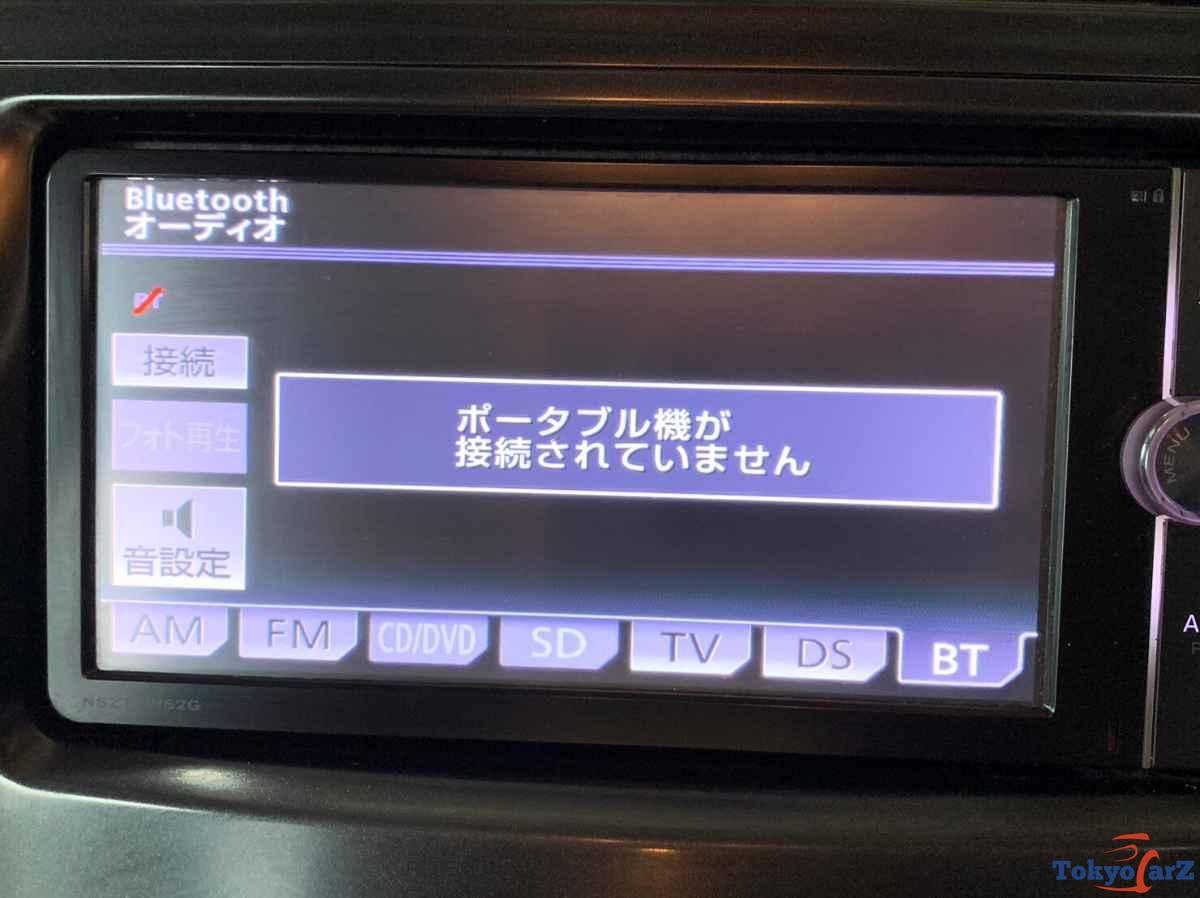 Bluetooth
オーディオ
接続
フォト再生
音設定
ポータブル機が
接続されていません
AM
FM
CD/DVD
SD
TV
DS
BT
MENU
TokyoCarZ